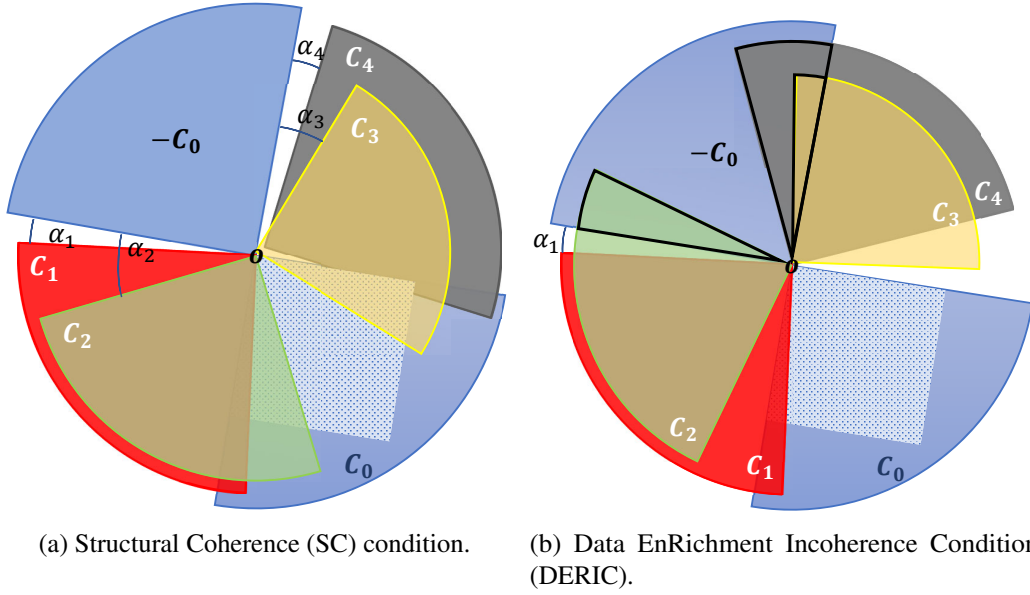 α₄
C₄
α₃
C₃
−C₀
α₁
α₂
o
C₁
C₂
C₀
−C₀
C₄
C₃
α₁
o
C₂
C₁
C₀
(a) Structural Coherence (SC) condition.
(b) Data EnRichment Incoherence Condition
(DERIC).